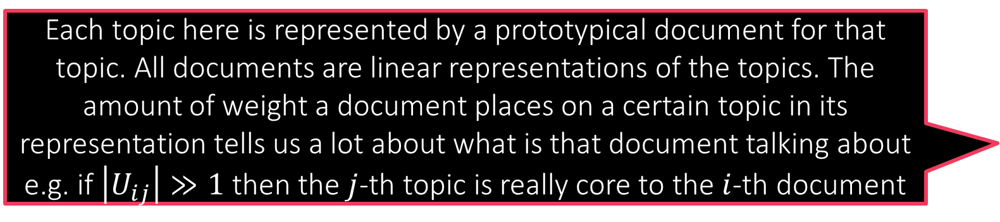 Each topic here is represented by a prototypical document for that
topic. All documents are linear representations of the topics. The
amount of weight a document places on a certain topic in its
representation tells us a lot about what is that document talking about
e.g. if |U_{ij}| ≫ 1 then the j-th topic is really core to the i-th document